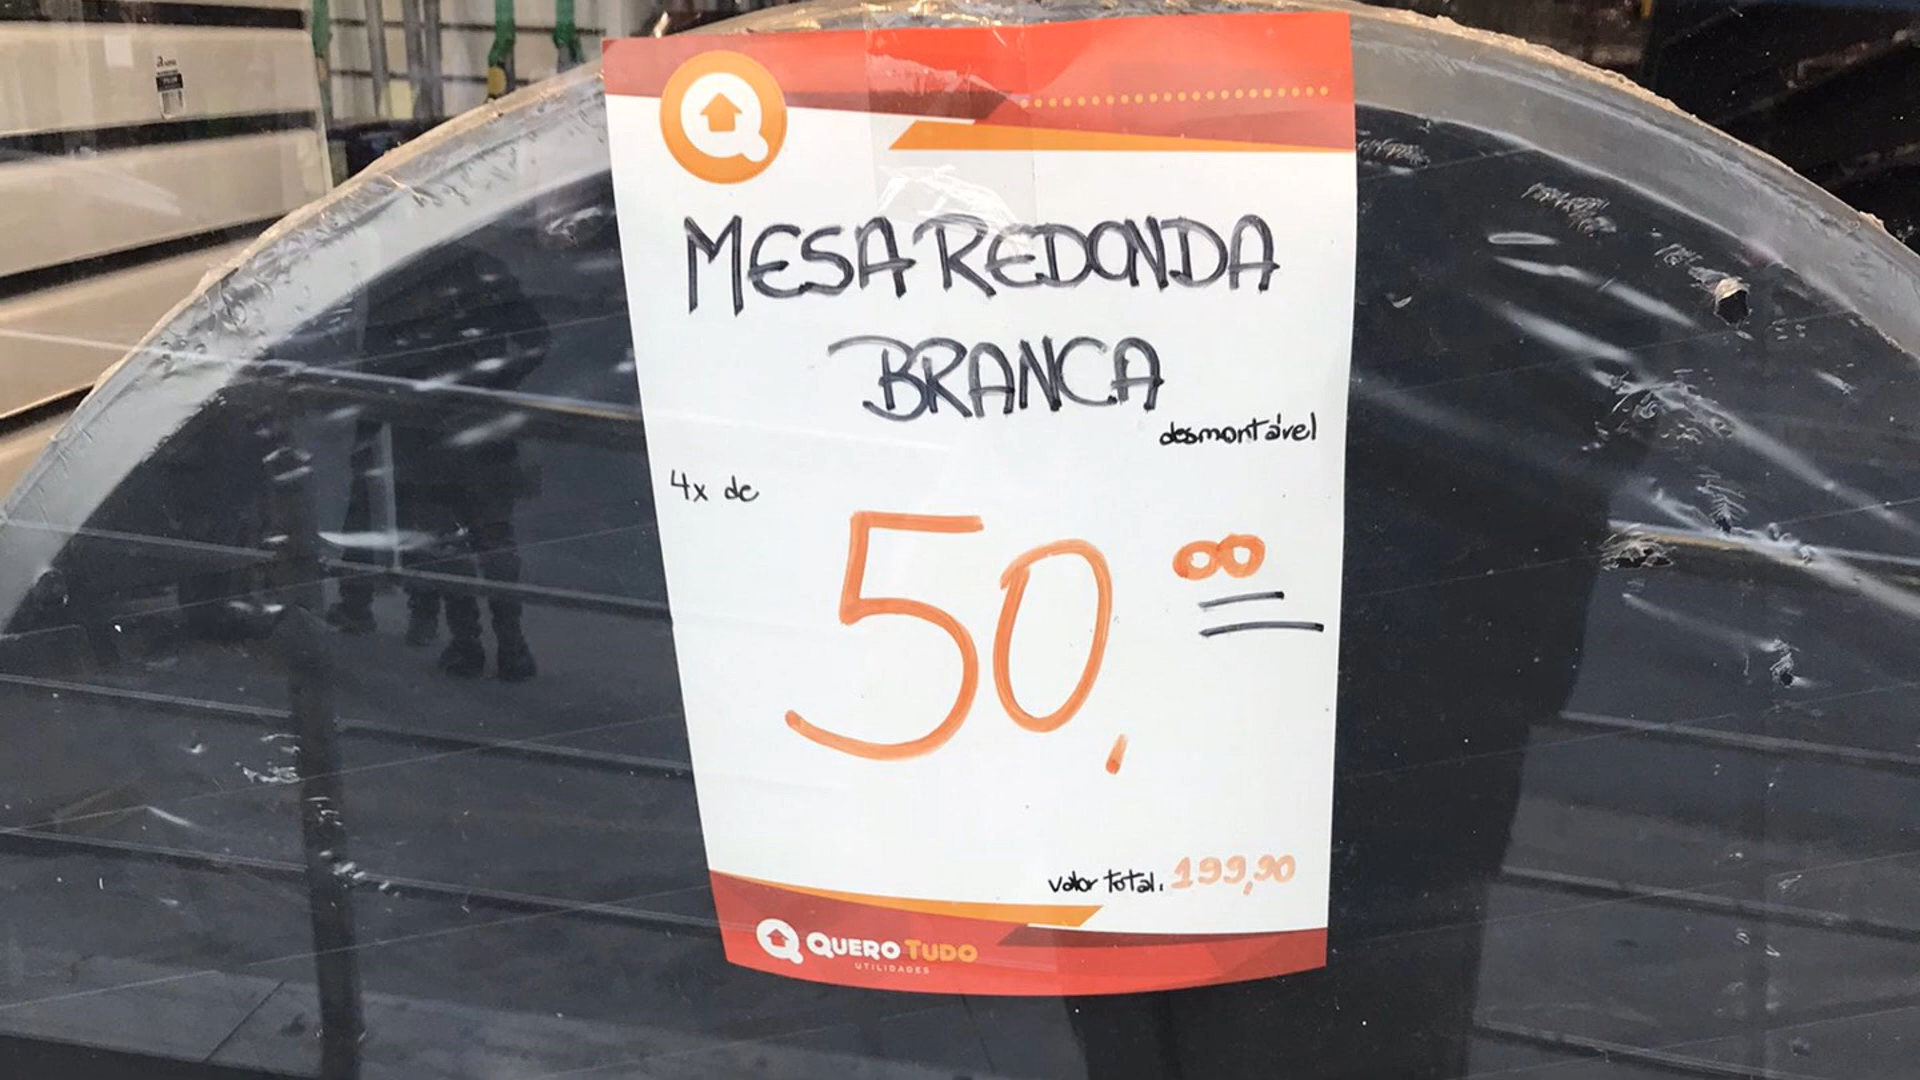 MESA REDONDA
BRANCA
desmontável
4x de
50,00
valor total. 199,90
QUERO TUDO
UTILIDADES